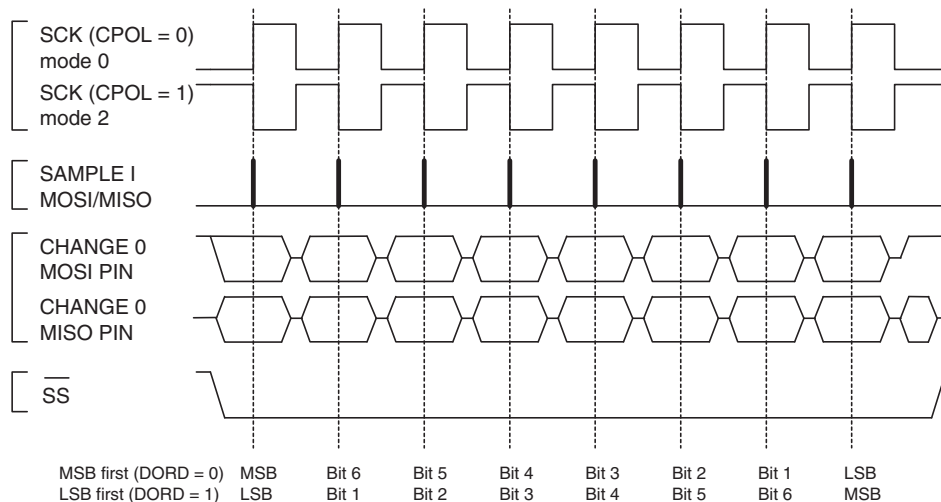 SCK (CPOL = 0)
mode 0
SCK (CPOL = 1)
mode 2
SAMPLE I
MOSI/MISO
CHANGE 0
MOSI PIN
CHANGE 0
MISO PIN
SS
MSB first (DORD = 0) MSB Bit 6 Bit 5 Bit 4 Bit 3 Bit 2 Bit 1 LSB
LSB first (DORD = 1) LSB Bit 1 Bit 2 Bit 3 Bit 4 Bit 5 Bit 6 MSB